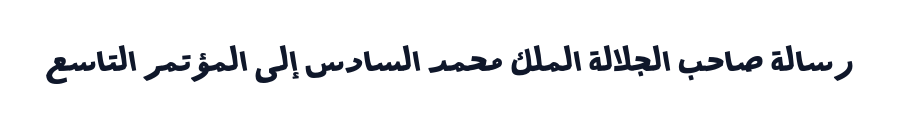 رسالة صاحب الجلالة الملك محمد السادس إلى المؤتمر التاسع